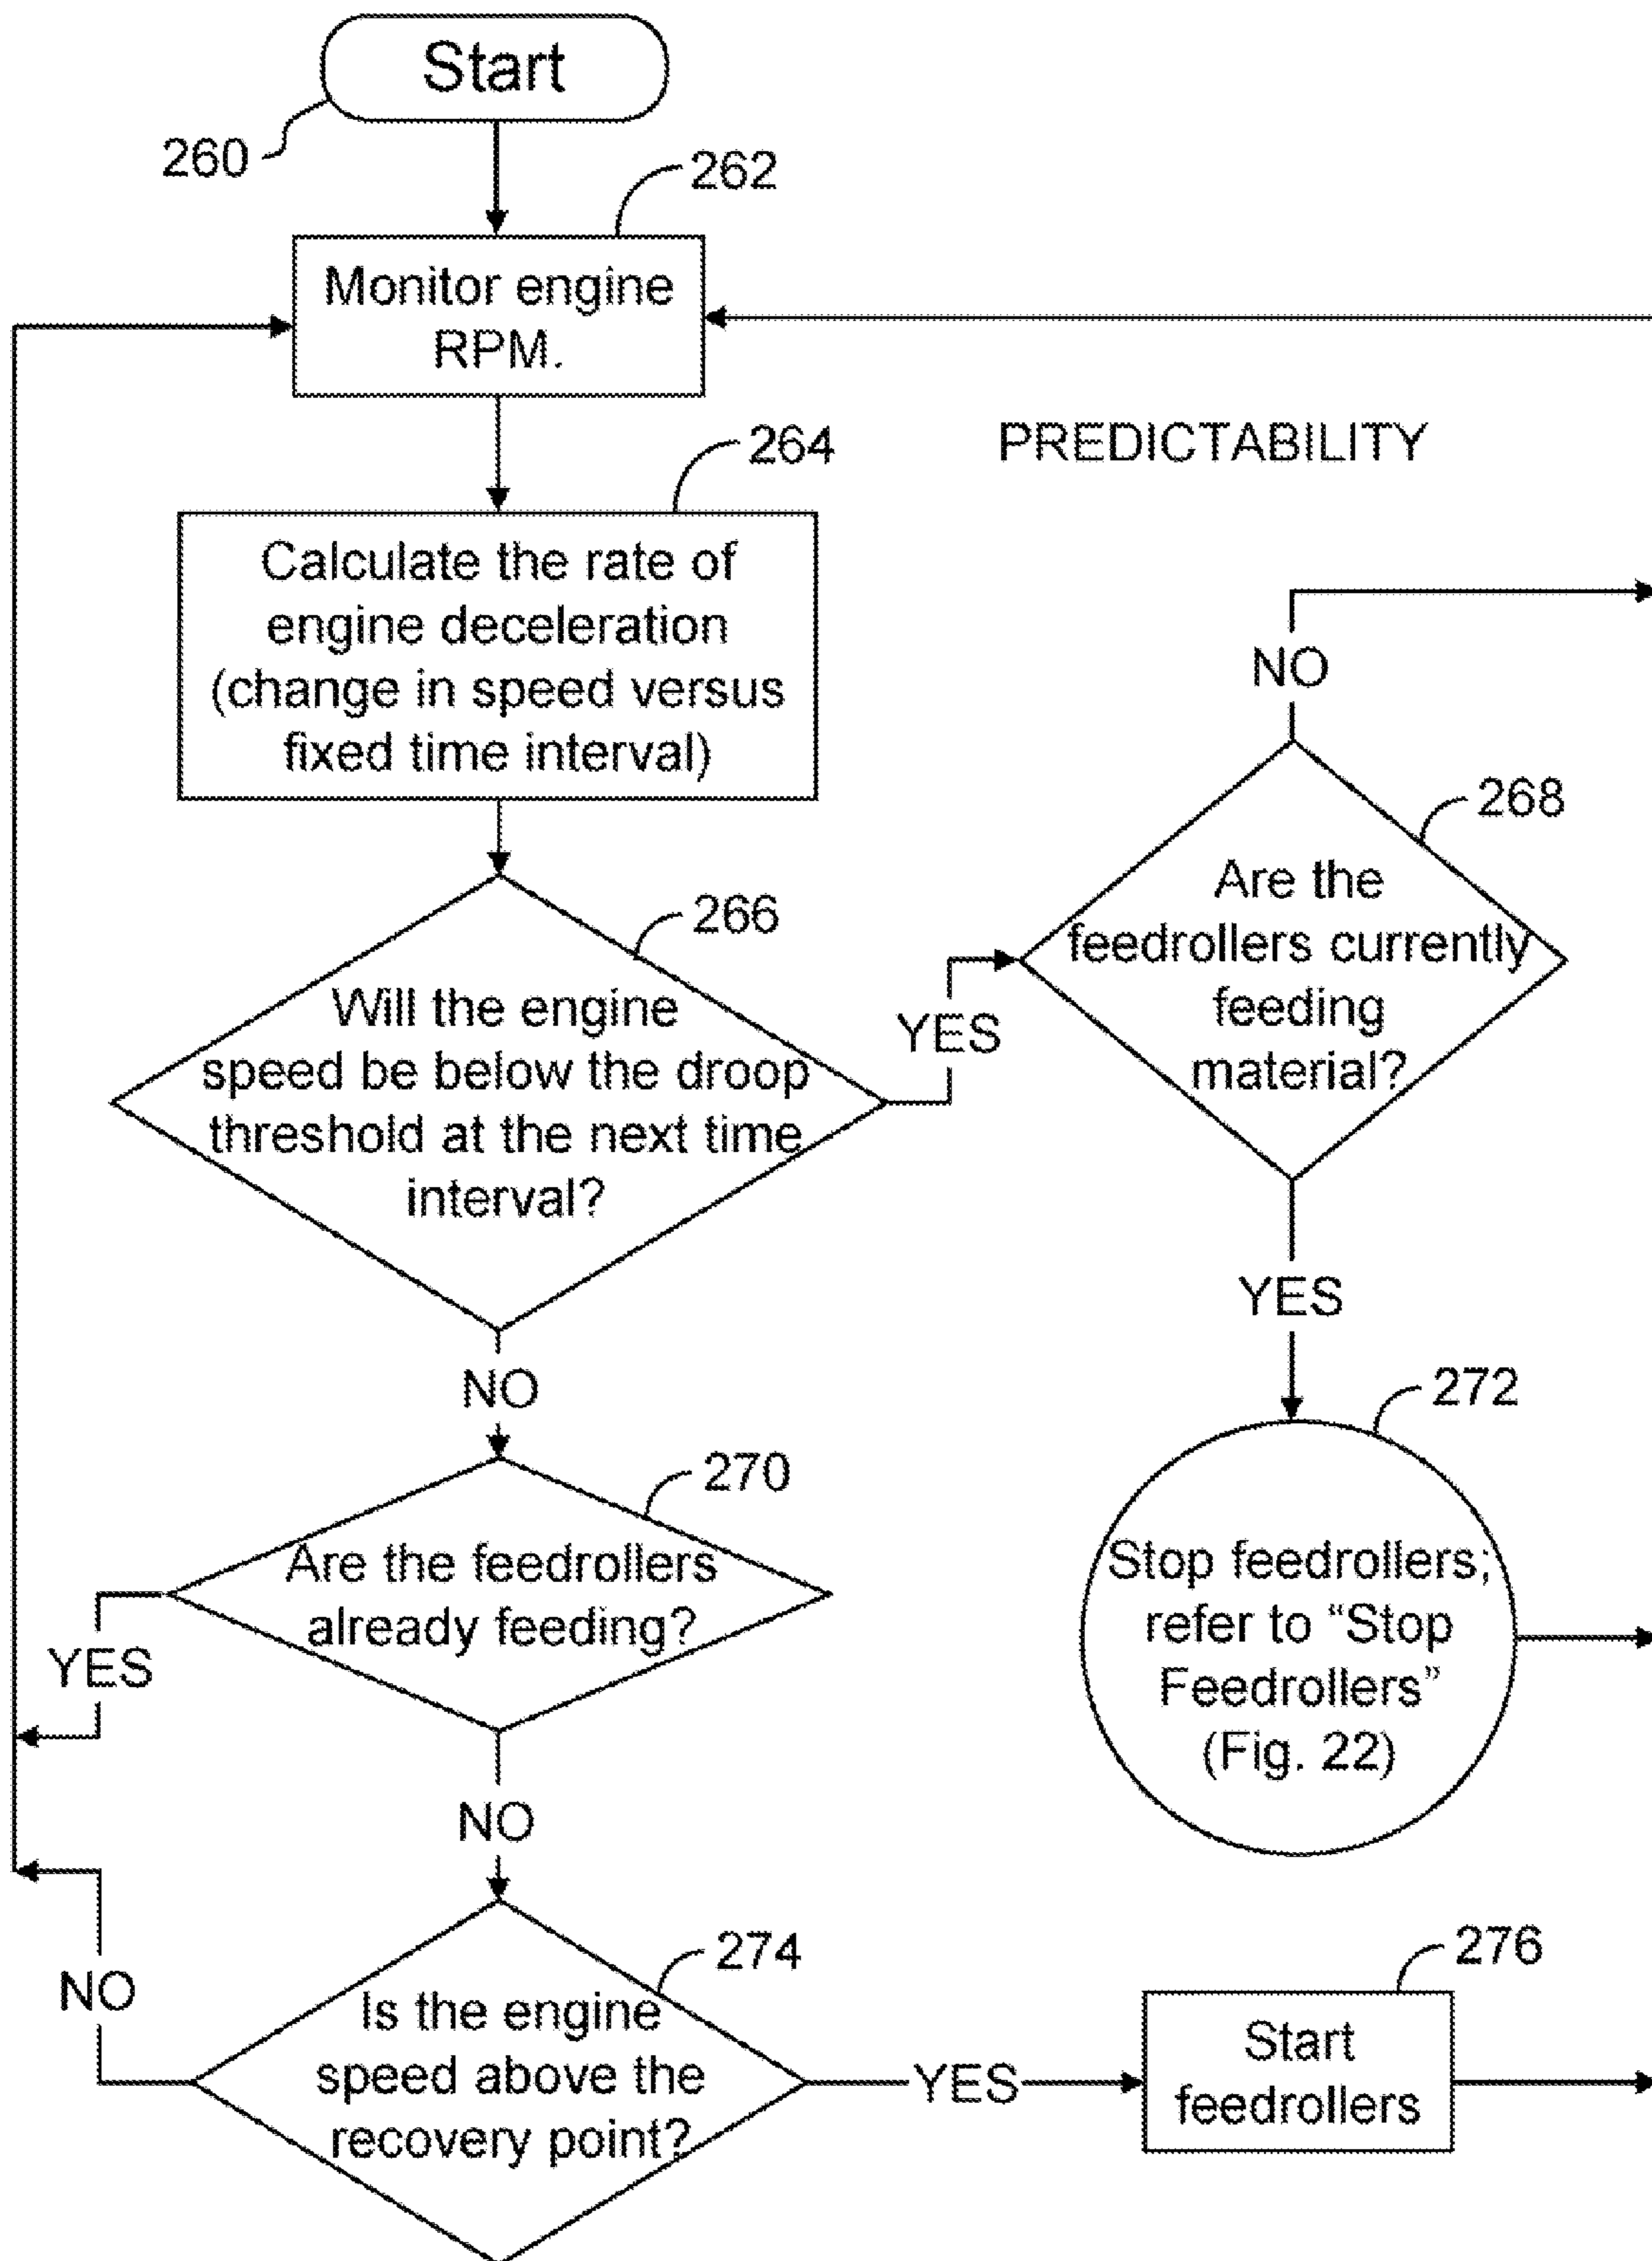 Start
260
262
Monitor engine
RPM.
PREDICTABILITY
264
Calculate the rate of
engine deceleration
(change in speed versus
fixed time interval)
NO
268
266
Are the
feedrollers currently
feeding
material?
Will the engine
speed be below the droop
threshold at the next time
interval?
YES
YES
NO
272
270
Are the feedrollers
already feeding?
Stop feedrollers;
refer to “Stop
Feedrollers”
(Fig. 22)
YES
NO
274
276
NO
Is the engine
speed above the
recovery point?
YES
Start
feedrollers